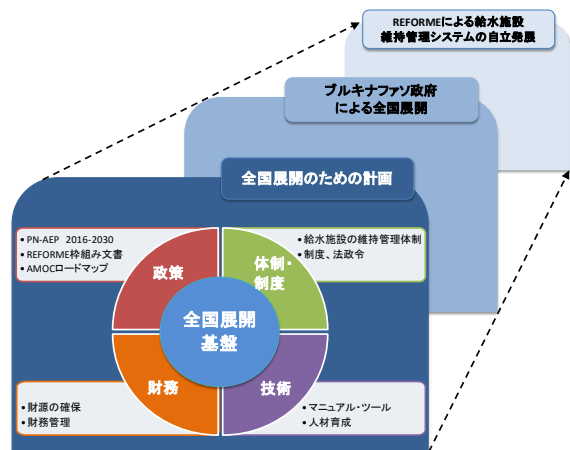 REFORMEによる給水施設
維持管理システムの自立発展
ブルキナファソ政府
による全国展開
全国展開のための計画
• PN-AEP 2016-2030
• REFORME枠組み文書
• AMOCロードマップ
政策
体制・
制度
• 給水施設の維持管理体制
• 制度、法政令
全国展開
基盤
財務
技術
• 財源の確保
• 財務管理
• マニュアル・ツール
• 人材育成